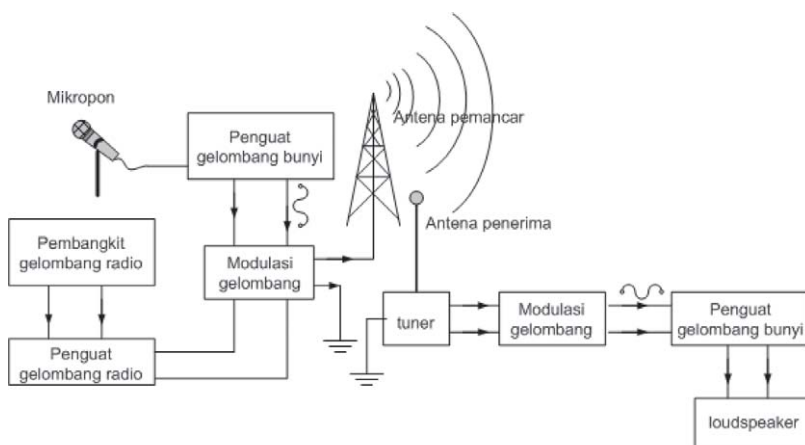 Mikropon
Penguat
gelombang bunyi
Antena pemancar
Antena penerima
Pembangkit
gelombang radio
Modulasi
gelombang
Penguat
gelombang radio
tuner
Modulasi
gelombang
Penguat
gelombang bunyi
loudspeaker